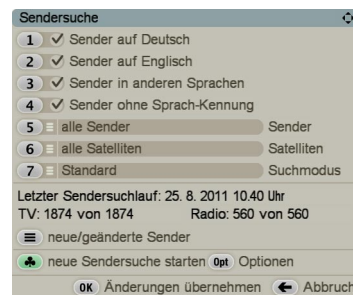 Sendersuche
1 Sender auf Deutsch
2 Sender auf Englisch
3 Sender in anderen Sprachen
4 Sender ohne Sprach-Kennung
5 alle Sender Sender
6 alle Satelliten Satelliten
7 Standard Suchmodus
Letzter Sendersuchlauf: 25. 8. 2011 10.40 Uhr
TV: 1874 von 1874 Radio: 560 von 560
neue/geänderte Sender
neue Sendersuche starten Opt Optionen
OK Änderungen übernehmen Abbruch